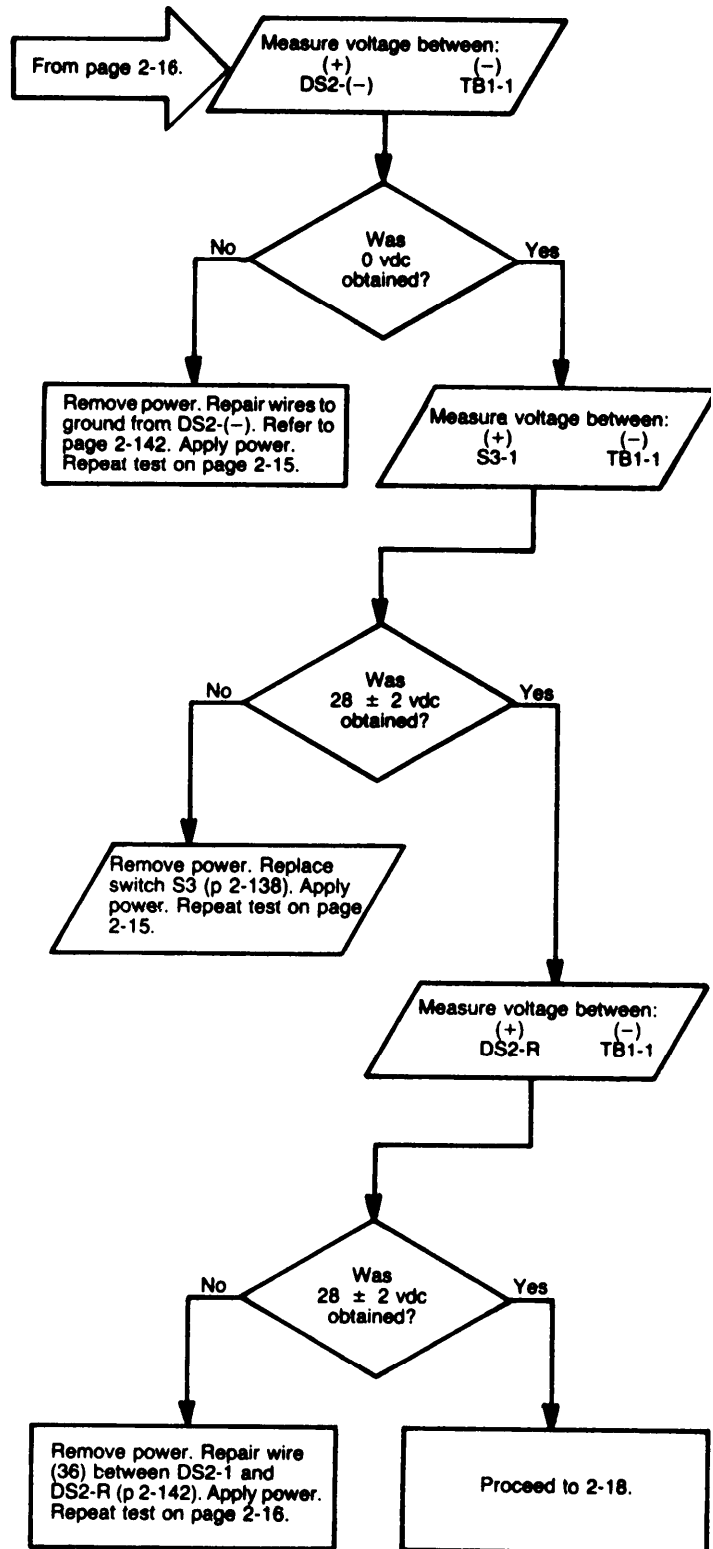 From page 2-16.
Measure voltage between:
(+) (−)
DS2-(−) TB1-1
Was
0 vdc
obtained?
No
Yes
Remove power. Repair wires to
ground from DS2-(−). Refer to
page 2-142. Apply power.
Repeat test on page 2-15.
Measure voltage between:
(+) (−)
S3-1 TB1-1
Was
28 ± 2 vdc
obtained?
No
Yes
Remove power. Replace
switch S3 (p 2-138). Apply
power. Repeat test on page
2-15.
Measure voltage between:
(+) (−)
DS2-R TB1-1
Was
28 ± 2 vdc
obtained?
No
Yes
Remove power. Repair wire
(36) between DS2-1 and
DS2-R (p 2-142). Apply power.
Repeat test on page 2-16.
Proceed to 2-18.